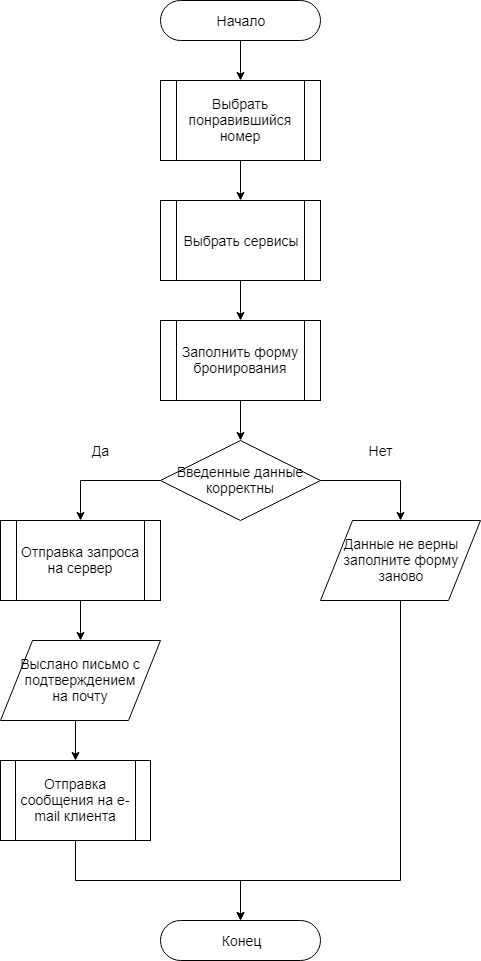 Начало
Выбрать
понравившийся
номер
Выбрать сервисы
Заполнить форму
бронирования
Да
Нет
Введенные данные
корректны
Отправка запроса
на сервер
Данные не верны
заполните форму
заново
Выслано письмо с
подтверждением
на почту
Отправка
сообщения на e-
mail клиента
Конец